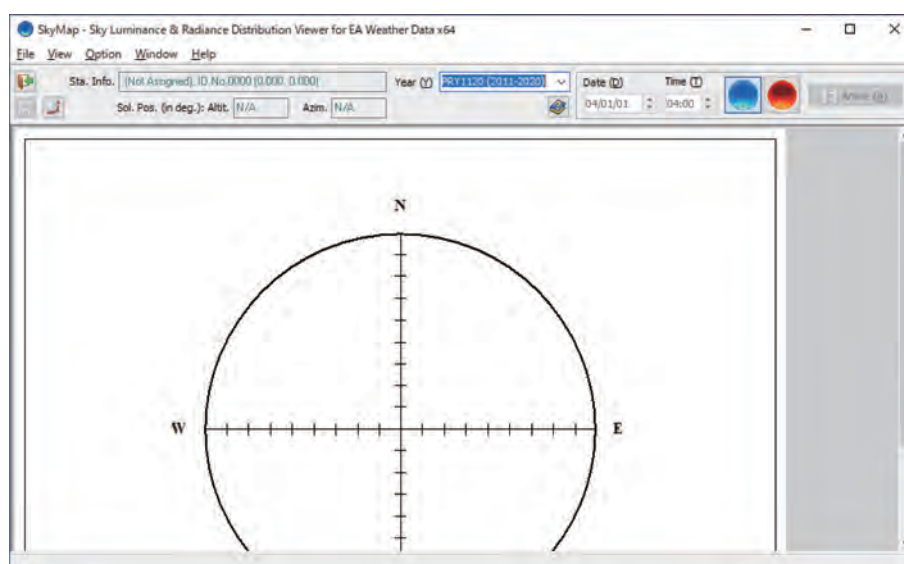 SkyMap - Sky Luminance & Radiance Distribution Viewer for EA Weather Data x64
File View Option Window Help
Sta. Info. (Not Assigned), ID.No.0000 (0.000, 0.000) Year (Y) PRY1120 (2011-2020) Date (D) Time (T)
Sol. Pos. (in deg.): Altit. N/A Azim. N/A 04/01/01 04:00
N
W E